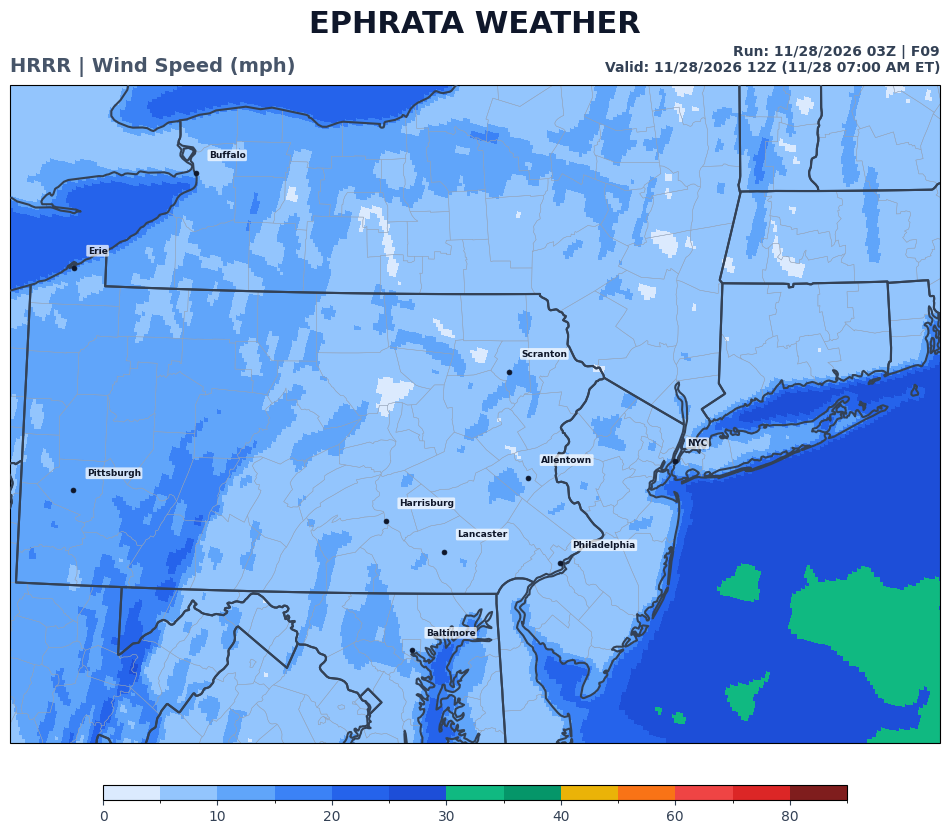 EPHRATA WEATHER
HRRR | Wind Speed (mph)
Run: 11/28/2026 03Z | F09
Valid: 11/28/2026 12Z (11/28 07:00 AM ET)
Buffalo
Erie
Scranton
NYC
Allentown
Pittsburgh
Harrisburg
Lancaster
Philadelphia
Baltimore
0 10 20 30 40 50 60 70 80